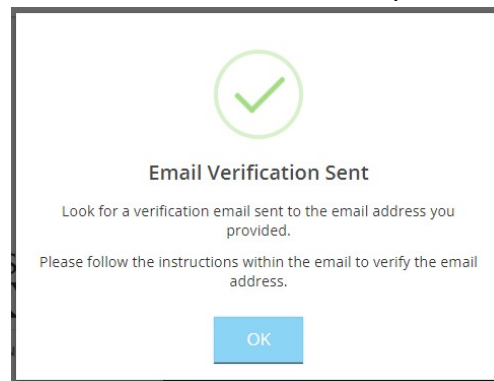 Email Verification Sent
Look for a verification email sent to the email address you
provided.
Please follow the instructions within the email to verify the email
address.
OK